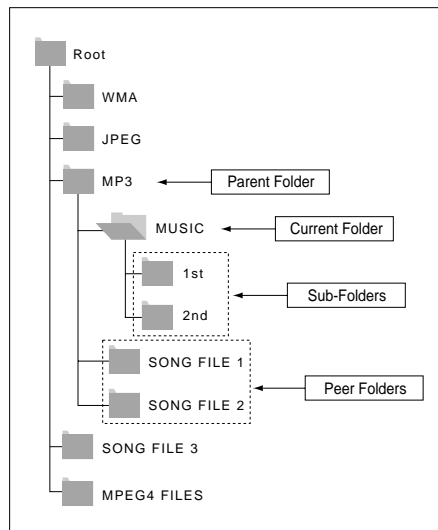 Root
WMA
JPEG
MP3
Parent Folder
MUSIC
Current Folder
1st
Sub-Folders
2nd
SONG FILE 1
Peer Folders
SONG FILE 2
SONG FILE 3
MPEG4 FILES